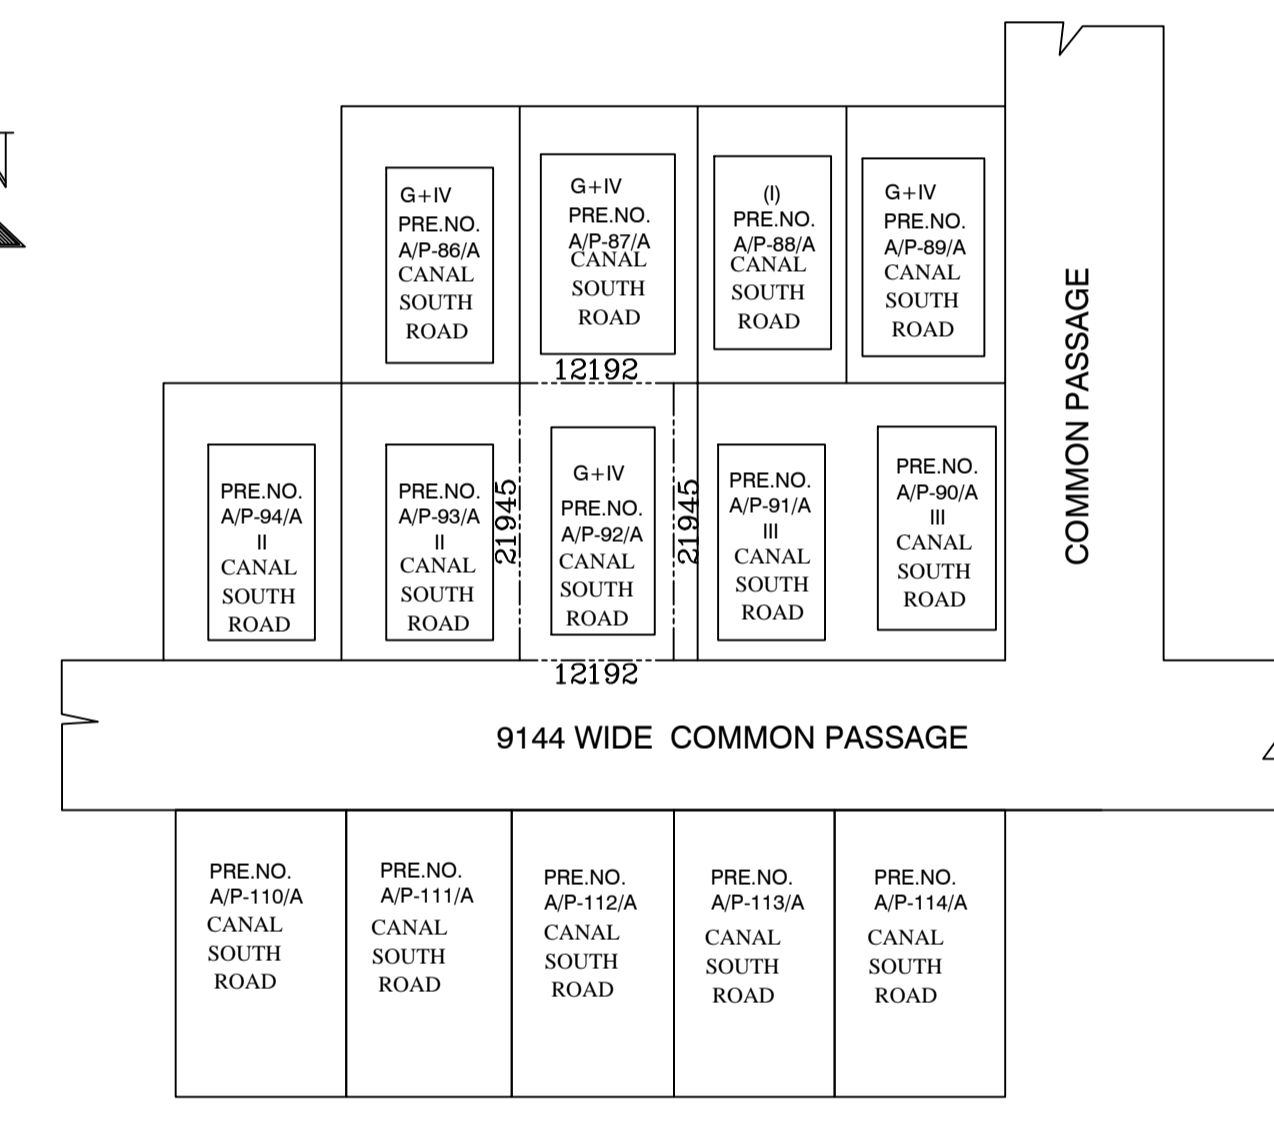 G+IV
PRE.NO.
A/P-86/A
CANAL
SOUTH
ROAD
G+IV
PRE.NO.
A/P-87/A
CANAL
SOUTH
ROAD
(I)
PRE.NO.
A/P-88/A
CANAL
SOUTH
ROAD
G+IV
PRE.NO.
A/P-89/A
CANAL
SOUTH
ROAD
COMMON PASSAGE
12192
PRE.NO.
A/P-94/A
II
CANAL
SOUTH
ROAD
PRE.NO.
A/P-93/A
II
CANAL
SOUTH
ROAD
21945
G+IV
PRE.NO.
A/P-92/A
CANAL
SOUTH
ROAD
21945
PRE.NO.
A/P-91/A
III
CANAL
SOUTH
ROAD
PRE.NO.
A/P-90/A
III
CANAL
SOUTH
ROAD
12192
9144 WIDE COMMON PASSAGE
PRE.NO.
A/P-110/A
CANAL
SOUTH
ROAD
PRE.NO.
A/P-111/A
CANAL
SOUTH
ROAD
PRE.NO.
A/P-112/A
CANAL
SOUTH
ROAD
PRE.NO.
A/P-113/A
CANAL
SOUTH
ROAD
PRE.NO.
A/P-114/A
CANAL
SOUTH
ROAD